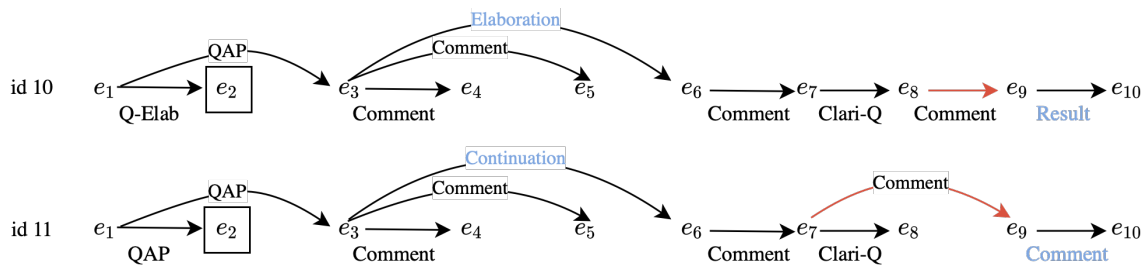 Elaboration
QAP
Comment
id 10 e1 e2 e3 e4 e5 e6 e7 e8 e9 e10
Q-Elab Comment Comment Clari-Q Comment Result
Continuation
QAP Comment Comment
id 11 e1 e2 e3 e4 e5 e6 e7 e8 e9 e10
QAP Comment Comment Clari-Q Comment